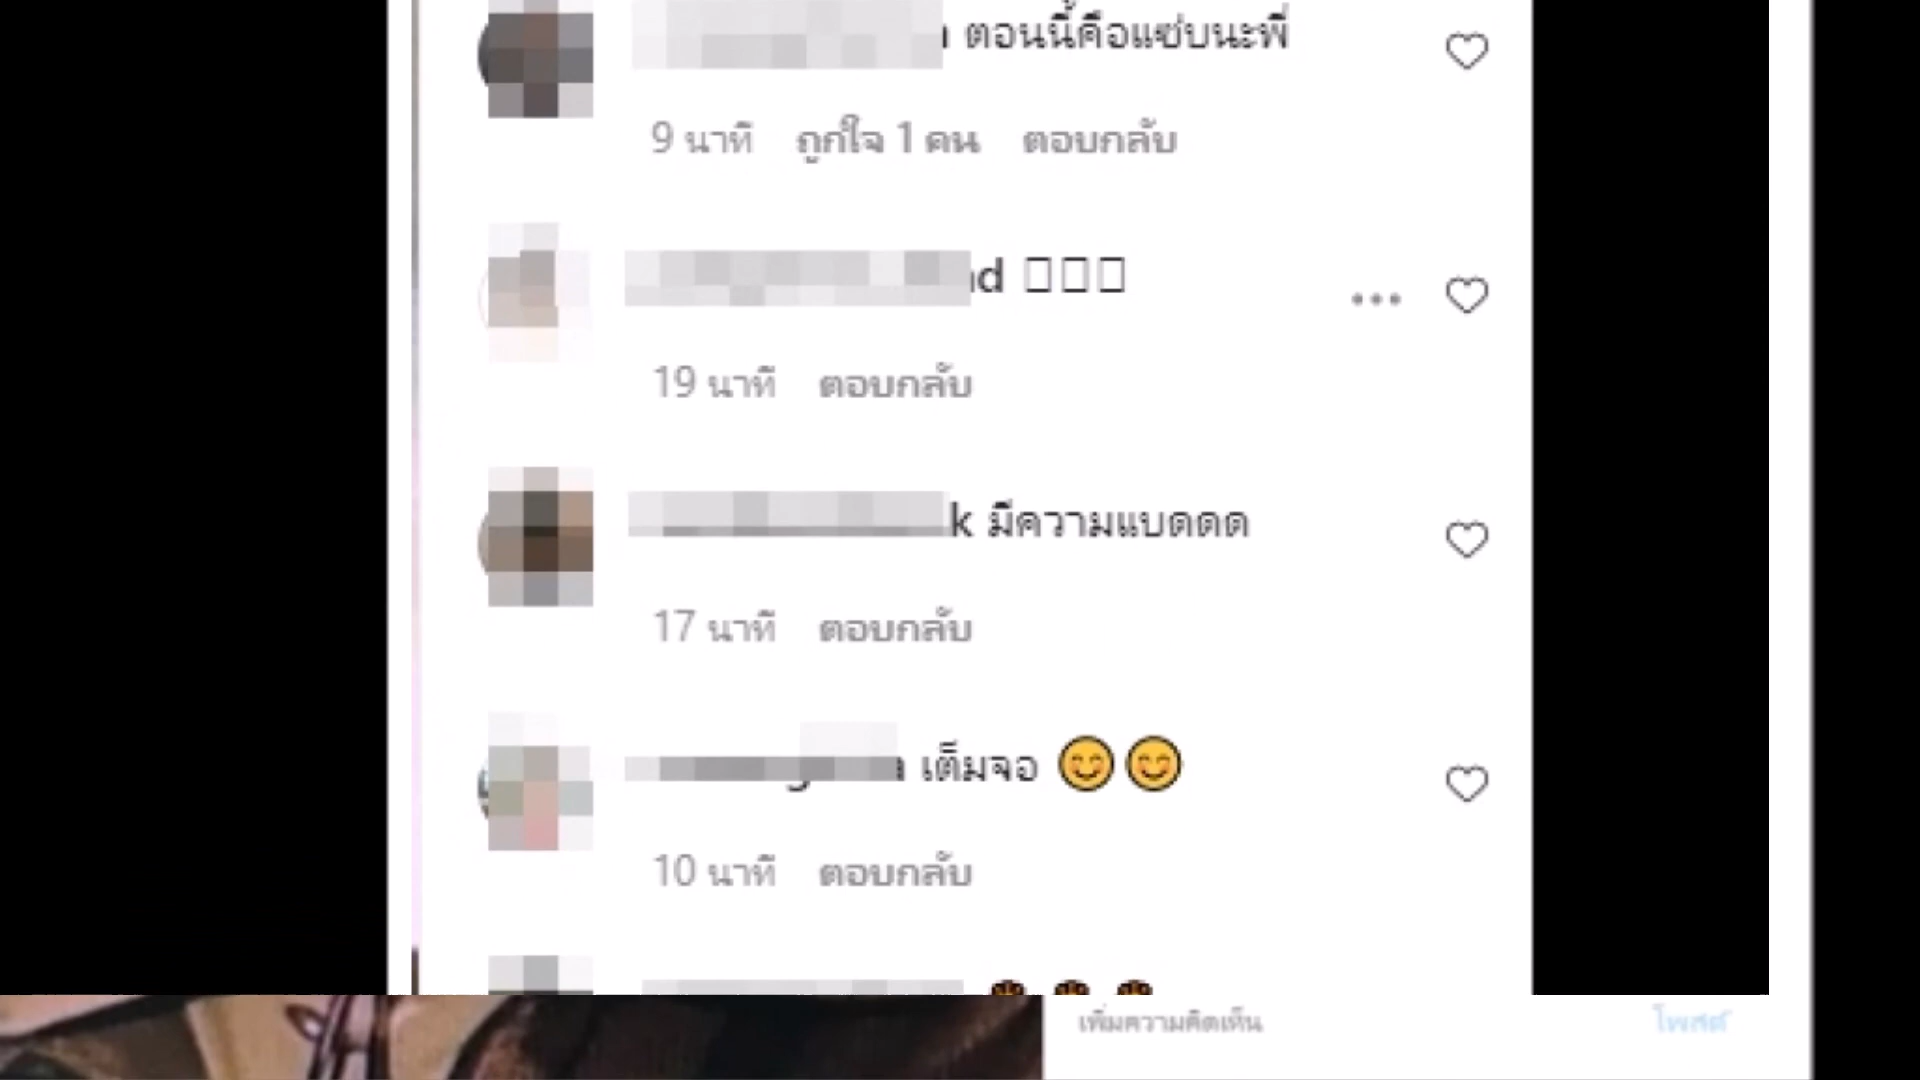 ตอนนี้คือแซ่บนะพี่
9 นาที ถูกใจ 1 คน ตอบกลับ
nd
19 นาที ตอบกลับ
k มีความแบดดด
17 นาที ตอบกลับ
เต็มจอ 😊😊
10 นาที ตอบกลับ
เพิ่มความคิดเห็น โพสต์